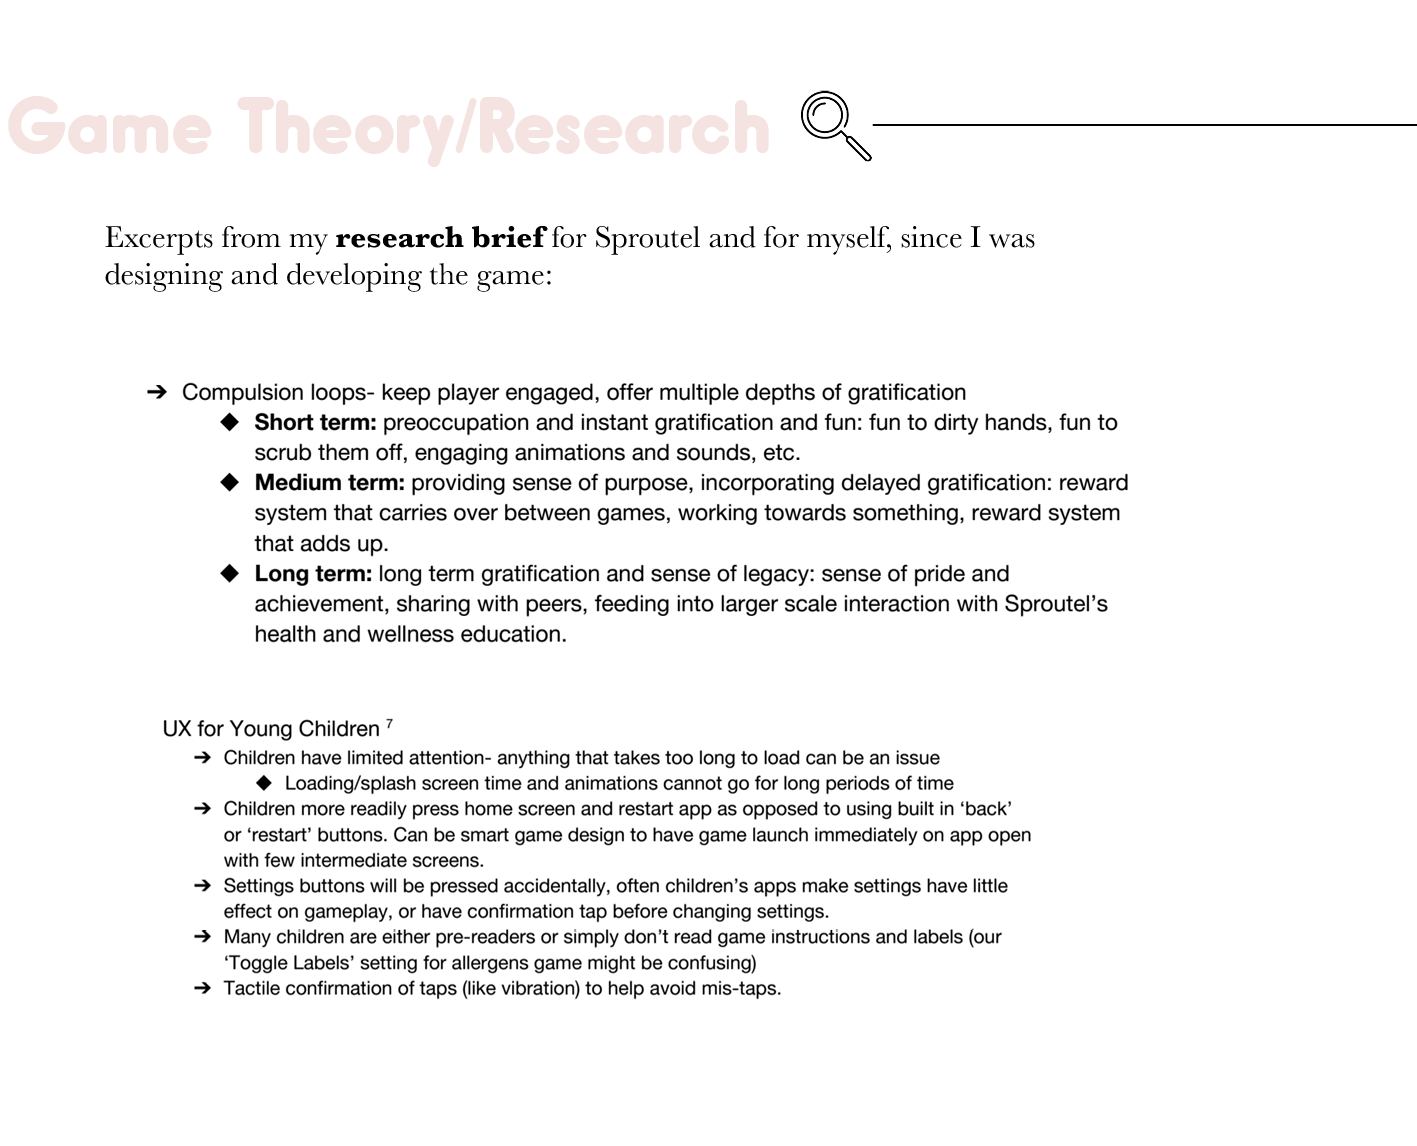 Game Theory/Research
Excerpts from my research brief for Sproutel and for myself, since I was
designing and developing the game:
➔ Compulsion loops- keep player engaged, offer multiple depths of gratification
◆ Short term: preoccupation and instant gratification and fun: fun to dirty hands, fun to
scrub them off, engaging animations and sounds, etc.
◆ Medium term: providing sense of purpose, incorporating delayed gratification: reward
system that carries over between games, working towards something, reward system
that adds up.
◆ Long term: long term gratification and sense of legacy: sense of pride and
achievement, sharing with peers, feeding into larger scale interaction with Sproutel’s
health and wellness education.
UX for Young Children ⁷
➔ Children have limited attention- anything that takes too long to load can be an issue
◆ Loading/splash screen time and animations cannot go for long periods of time
➔ Children more readily press home screen and restart app as opposed to using built in ‘back’
or ‘restart’ buttons. Can be smart game design to have game launch immediately on app open
with few intermediate screens.
➔ Settings buttons will be pressed accidentally, often children’s apps make settings have little
effect on gameplay, or have confirmation tap before changing settings.
➔ Many children are either pre-readers or simply don’t read game instructions and labels (our
‘Toggle Labels’ setting for allergens game might be confusing)
➔ Tactile confirmation of taps (like vibration) to help avoid mis-taps.